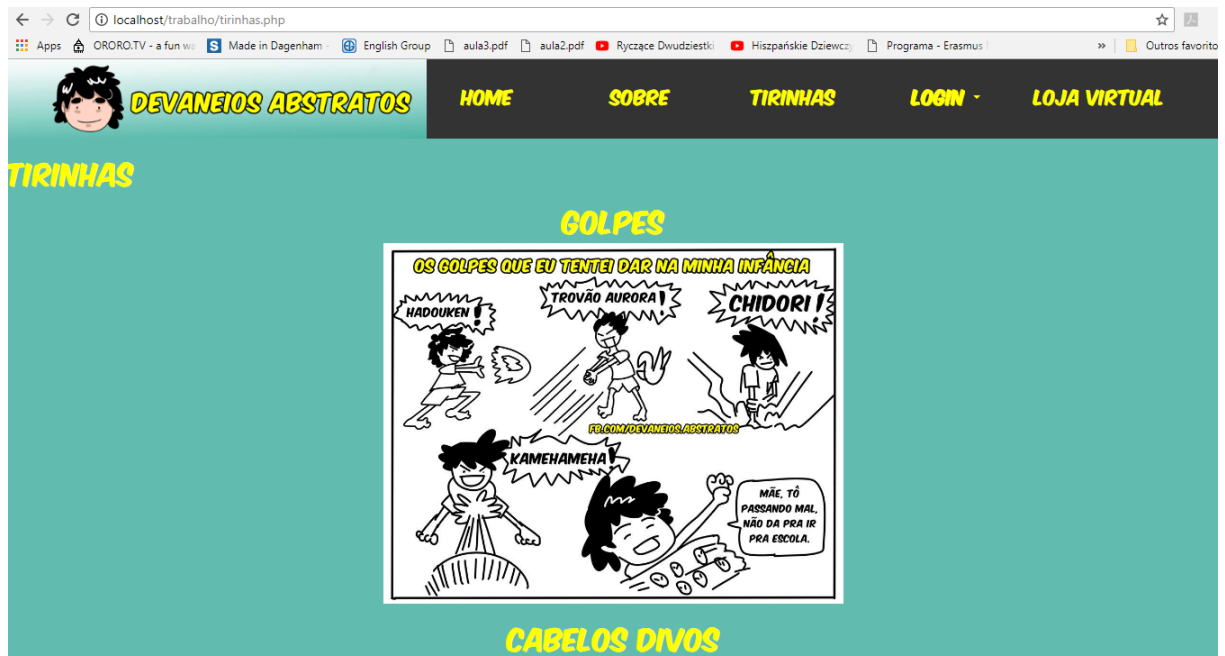 localhost/trabalho/tirinhas.php
Apps ORORO.TV - a fun wa Made in Dagenham - English Group aula3.pdf aula2.pdf Ryczące Dwudziestki Hiszpańskie Dziewczy Programa - Erasmus » Outros favorito
DEVANEIOS ABSTRATOS HOME SOBRE TIRINHAS LOGIN LOJA VIRTUAL
TIRINHAS
GOLPES
OS GOLPES QUE EU TENTEI DAR NA MINHA INFÂNCIA
HADOUKEN!
TROVÃO AURORA!
CHIDORI!
FB.COM/DEVANEIOS.ABSTRATOS
KAMEHAMEHA!
MÃE, TÔ
PASSANDO MAL,
NÃO DA PRA IR
PRA ESCOLA.
CABELOS DIVOS